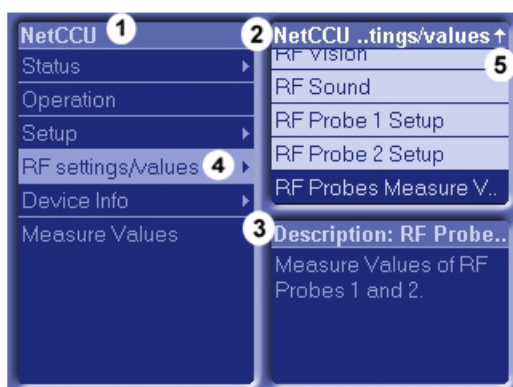 NetCCU 1
Status
Operation
Setup
RF settings/values 4
Device Info
Measure Values
2 NetCCU ..tings/values
RF Vision 5
RF Sound
RF Probe 1 Setup
RF Probe 2 Setup
RF Probes Measure V..
3 Description: RF Probe..
Measure Values of RF
Probes 1 and 2.